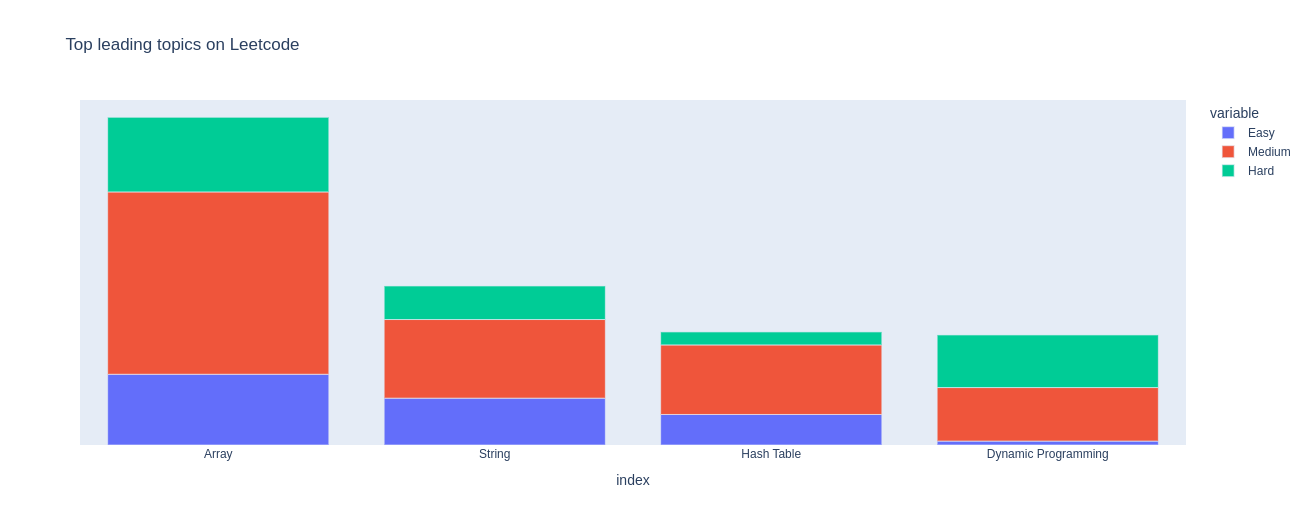 Top leading topics on Leetcode
variable
Easy
Medium
Hard
Array
String
Hash Table
Dynamic Programming
index